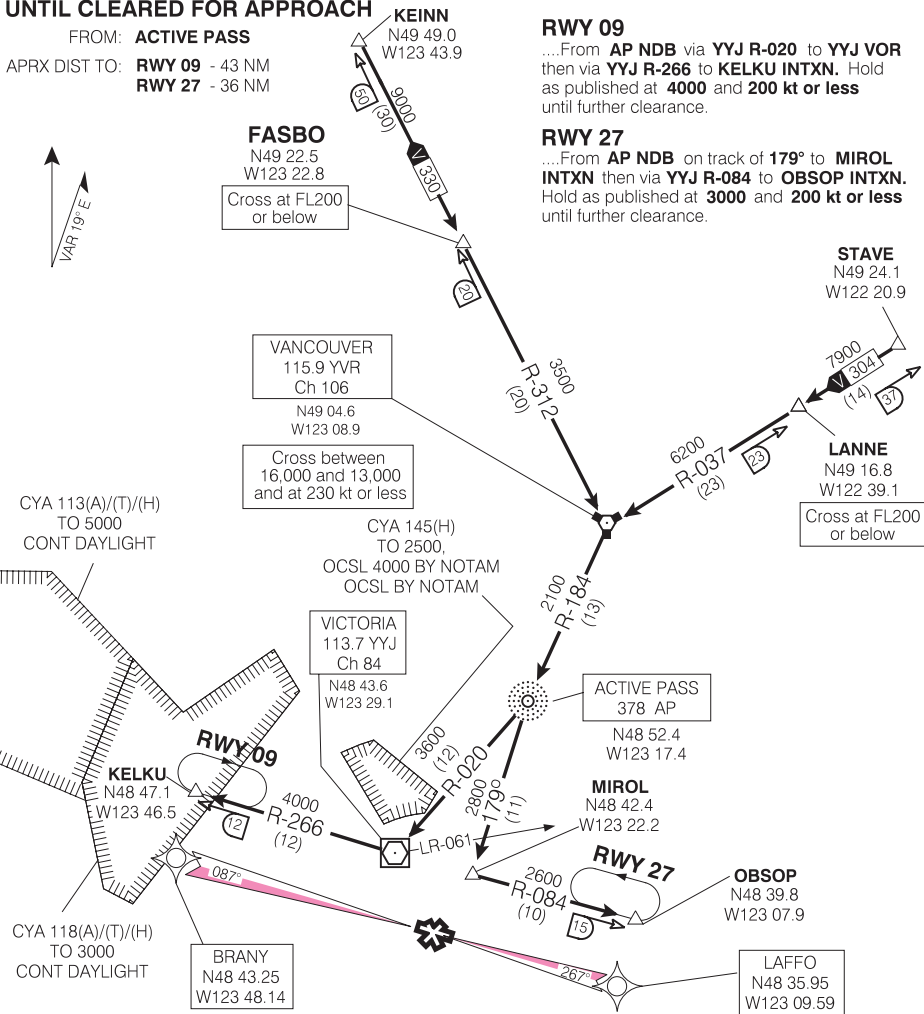 UNTIL CLEARED FOR APPROACH
FROM: ACTIVE PASS
APRX DIST TO: RWY 09 - 43 NM
RWY 27 - 36 NM
KEINN
N49 49.0
W123 43.9
RWY 09
....From AP NDB via YYJ R-020 to YYJ VOR
then via YYJ R-266 to KELKU INTXN. Hold
as published at 4000 and 200 kt or less
until further clearance.
RWY 27
....From AP NDB on track of 179° to MIROL
INTXN then via YYJ R-084 to OBSOP INTXN.
Hold as published at 3000 and 200 kt or less
until further clearance.
50
9000
(30)
V 330
FASBO
N49 22.5
W123 22.8
Cross at FL200
or below
VAR 19° E
20
3500
R-312
(20)
STAVE
N49 24.1
W122 20.9
7900
V 304
(14)
37
LANNE
N49 16.8
W122 39.1
Cross at FL200
or below
6200
R-037
(23)
23
VANCOUVER
115.9 YVR
Ch 106
N49 04.6
W123 08.9
Cross between
16,000 and 13,000
and at 230 kt or less
CYA 113(A)/(T)/(H)
TO 5000
CONT DAYLIGHT
CYA 145(H)
TO 2500,
OCSL 4000 BY NOTAM
OCSL BY NOTAM
2100
R-184
(13)
VICTORIA
113.7 YYJ
Ch 84
N48 43.6
W123 29.1
ACTIVE PASS
378 AP
N48 52.4
W123 17.4
3600
(12)
R-020
2800
179°
(11)
RWY 09
KELKU
N48 47.1
W123 46.5
12
4000
R-266
(12)
LR-061
MIROL
N48 42.4
W123 22.2
RWY 27
2600
R-084
(10)
15
OBSOP
N48 39.8
W123 07.9
087°
267°
CYA 118(A)/(T)/(H)
TO 3000
CONT DAYLIGHT
BRANY
N48 43.25
W123 48.14
LAFFO
N48 35.95
W123 09.59